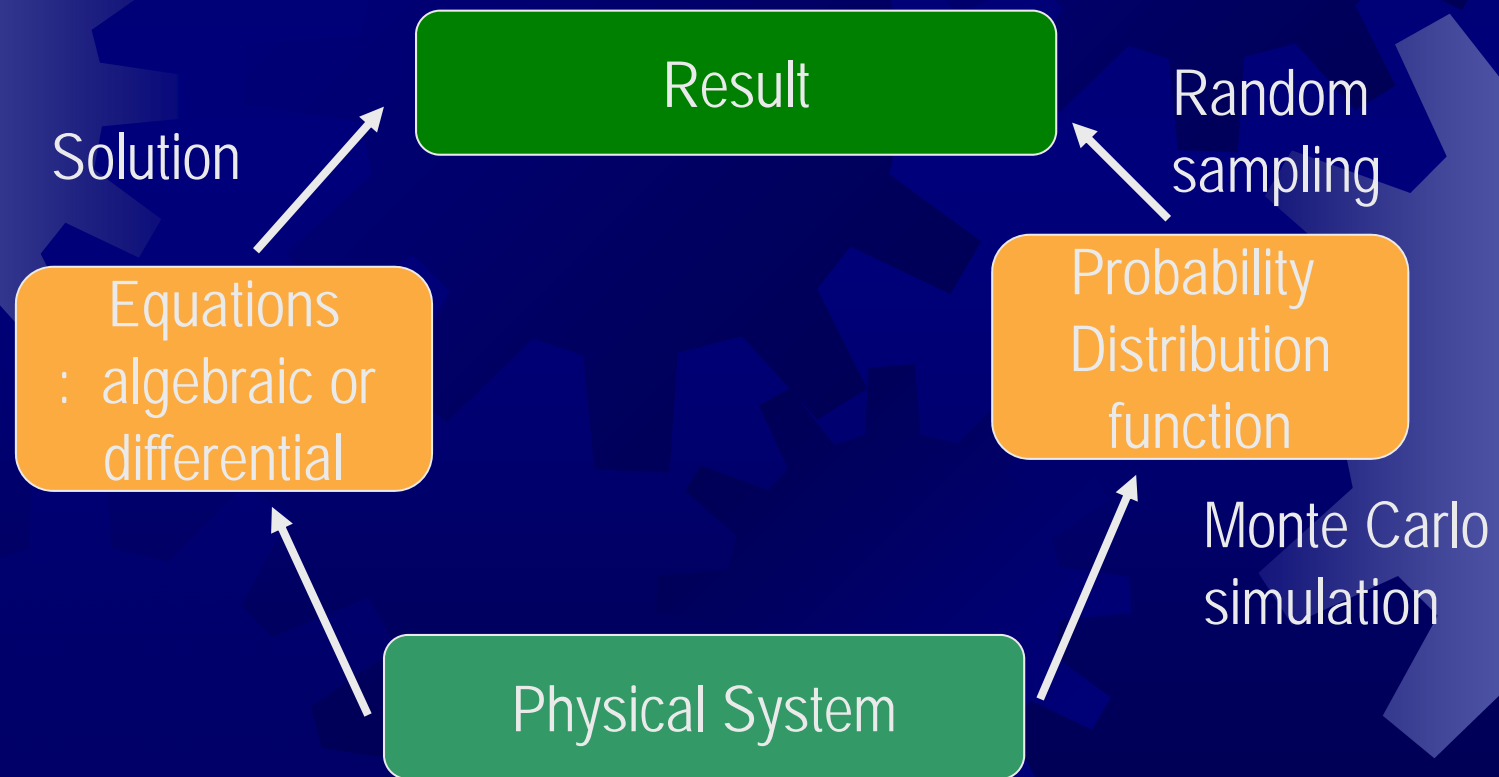 Result
Solution
Random
sampling
Equations
: algebraic or
differential
Probability
Distribution
function
Monte Carlo
simulation
Physical System